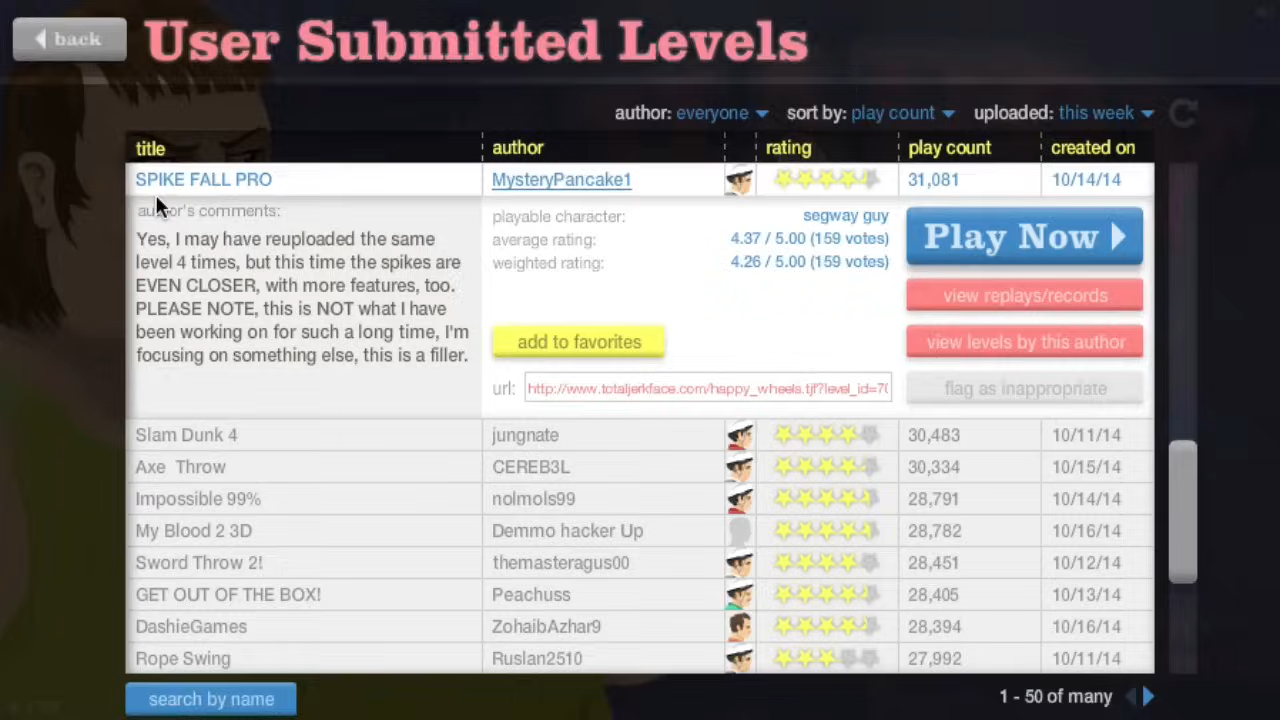 back
User Submitted Levels
author: everyone sort by: play count uploaded: this week
title author rating play count created on
SPIKE FALL PRO MysteryPancake1 31,081 10/14/14
author's comments:
Yes, I may have reuploaded the same
level 4 times, but this time the spikes are
EVEN CLOSER, with more features, too.
PLEASE NOTE, this is NOT what I have
been working on for such a long time, I'm
focusing on something else, this is a filler.
playable character: segway guy
average rating: 4.37 / 5.00 (159 votes)
weighted rating: 4.26 / 5.00 (159 votes)
add to favorites
url: http://www.totaljerkface.com/happy_wheels.tjf?level_id=7(
Play Now
view replays/records
view levels by this author
flag as inappropriate
Slam Dunk 4 jungnate 30,483 10/11/14
Axe Throw CEREB3L 30,334 10/15/14
Impossible 99% nolmols99 28,791 10/14/14
My Blood 2 3D Demmo hacker Up 28,782 10/16/14
Sword Throw 2! themasteragus00 28,451 10/12/14
GET OUT OF THE BOX! Peachuss 28,405 10/13/14
DashieGames ZohaibAzhar9 28,394 10/16/14
Rope Swing Ruslan2510 27,992 10/11/14
search by name
1 - 50 of many